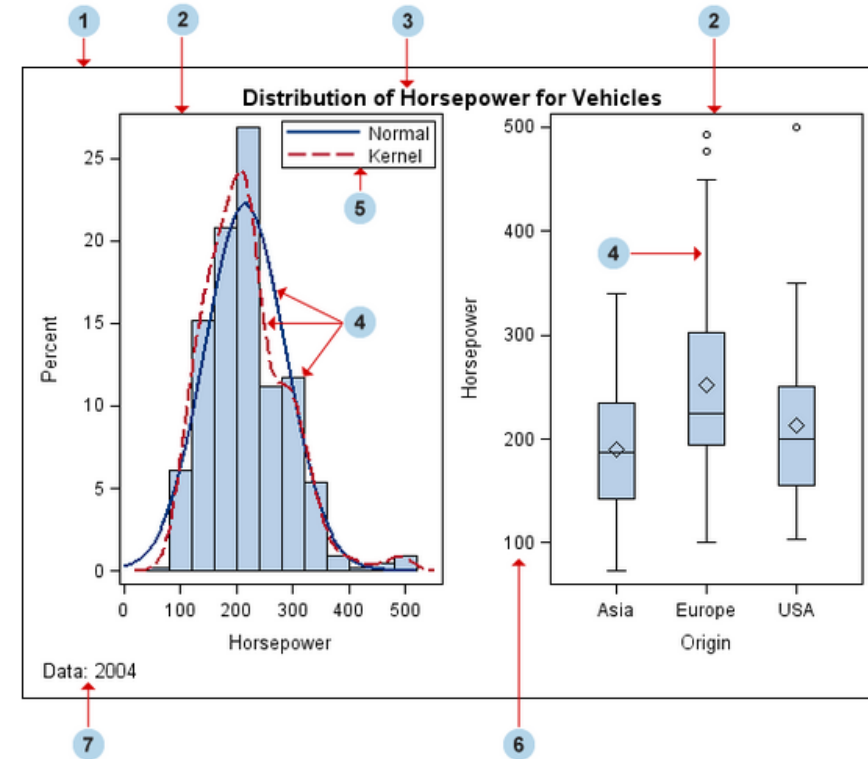 1 2 3 2
Distribution of Horsepower for Vehicles
Normal
Kernel
5
4
Percent
25
20
15
10
5
0
0 100 200 300 400 500
Horsepower
4
Horsepower
500
400
300
200
100
Asia Europe USA
Origin
Data: 2004
7 6